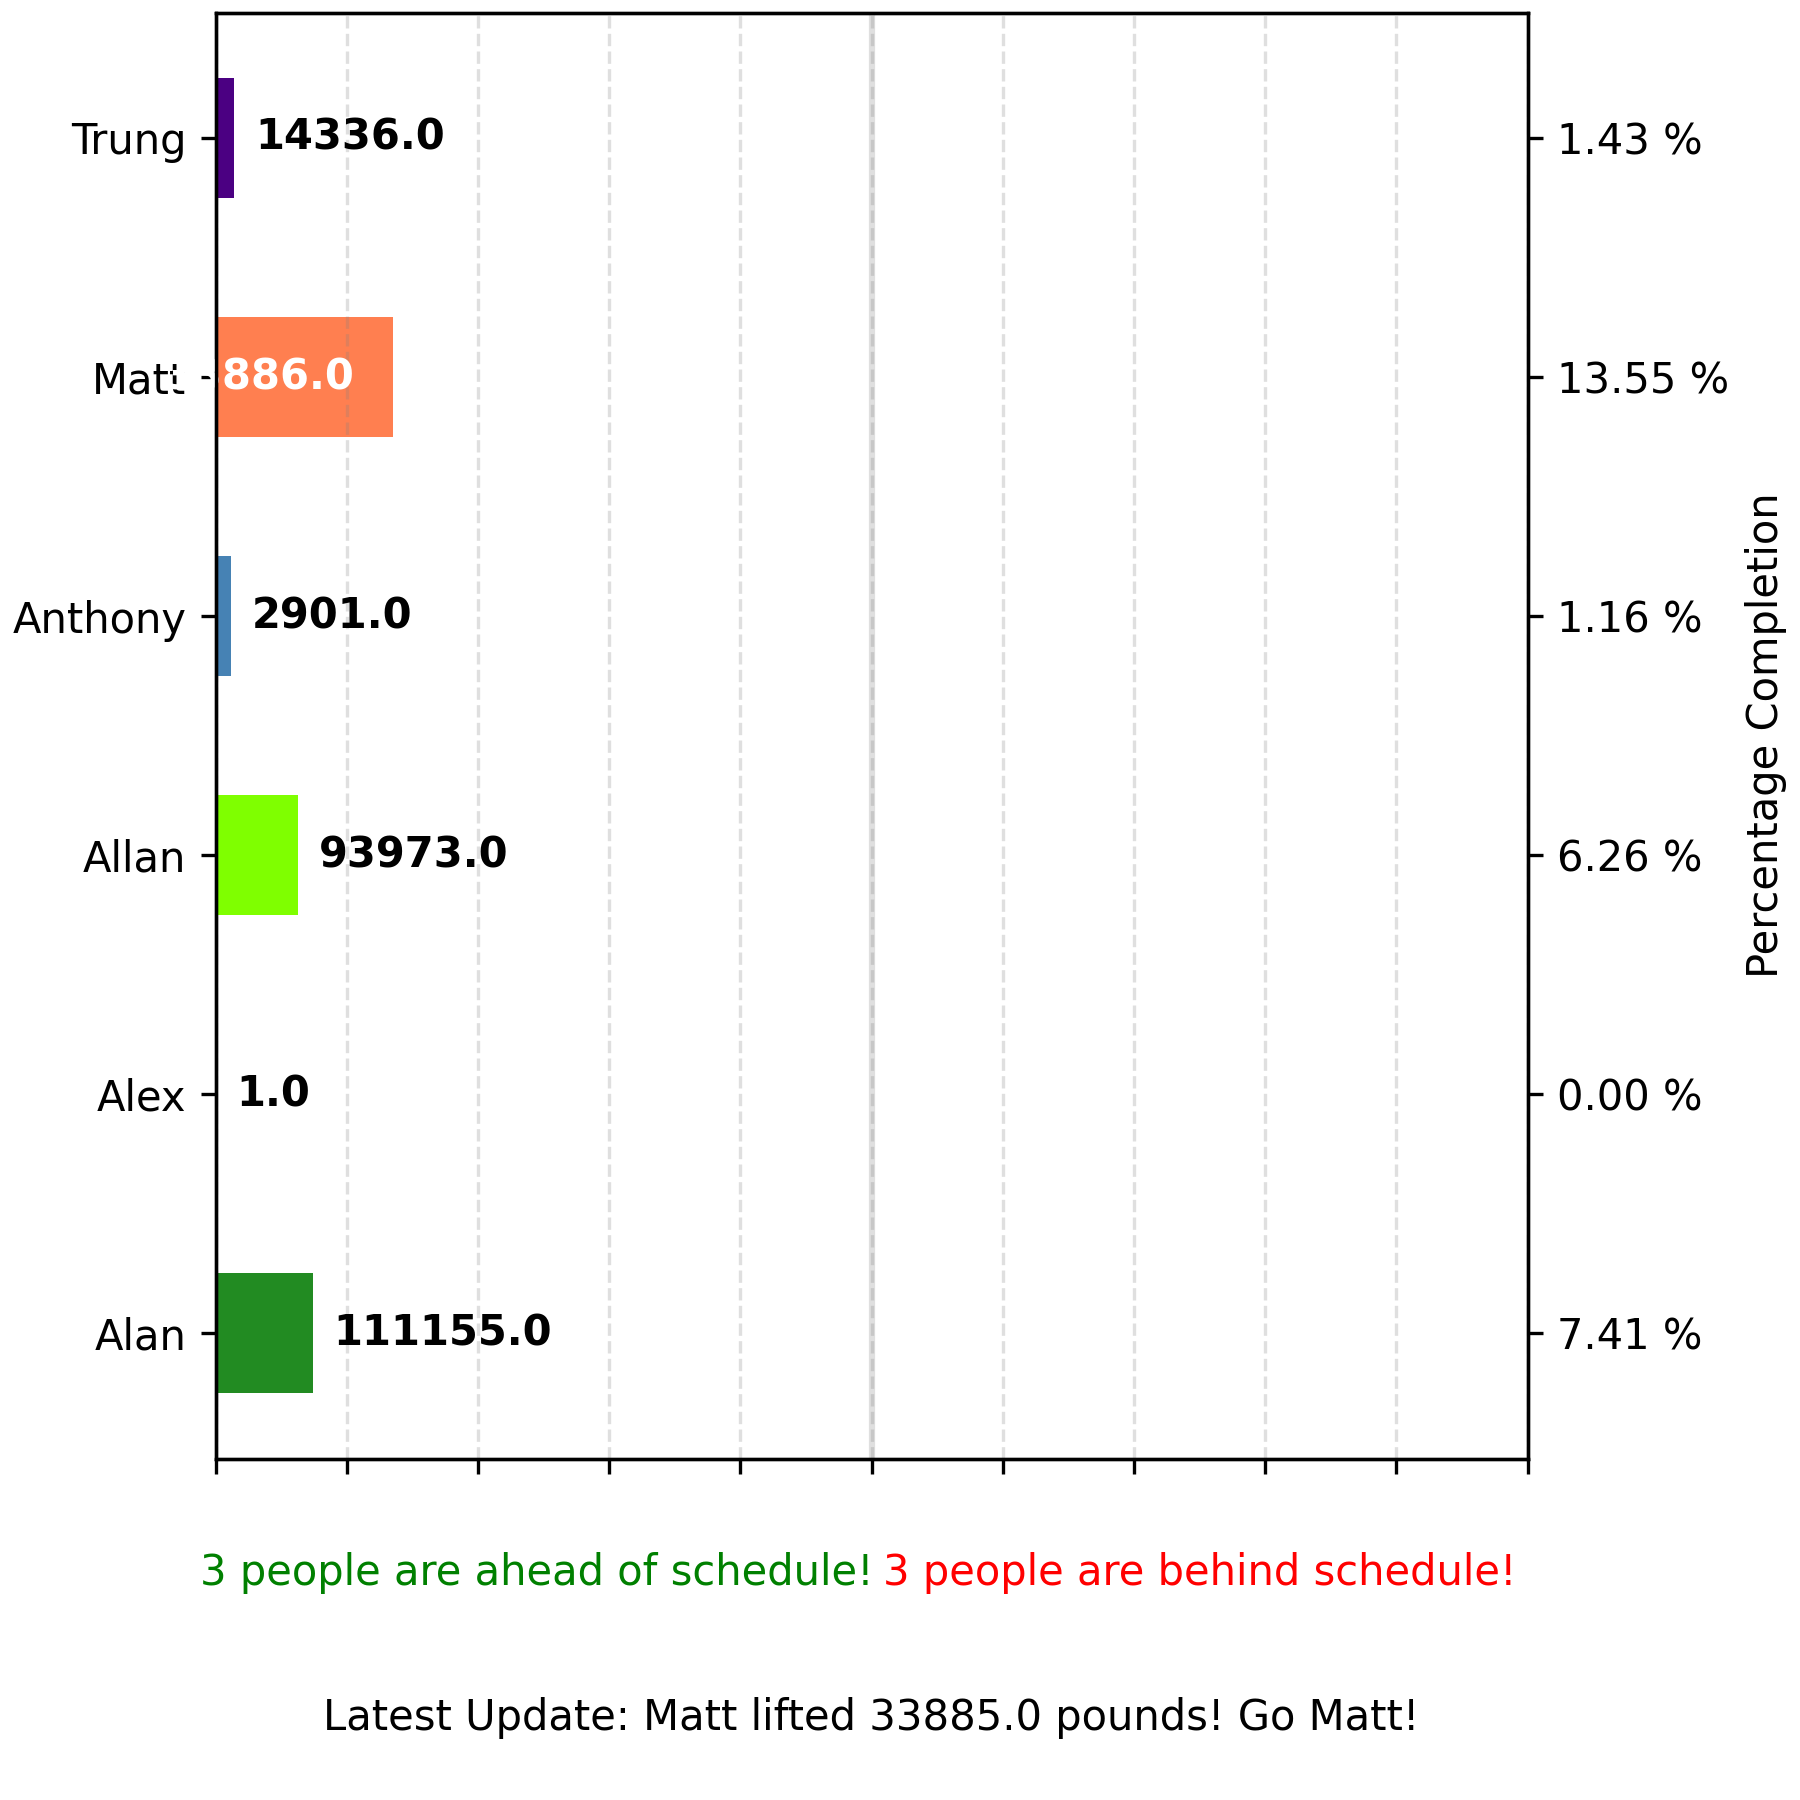 Trung 14336.0 1.43 %
Matt 886.0 13.55 %
Anthony 2901.0 1.16 %
Allan 93973.0 6.26 %
Alex 1.0 0.00 %
Alan 111155.0 7.41 %
Percentage Completion
3 people are ahead of schedule! 3 people are behind schedule!
Latest Update: Matt lifted 33885.0 pounds! Go Matt!